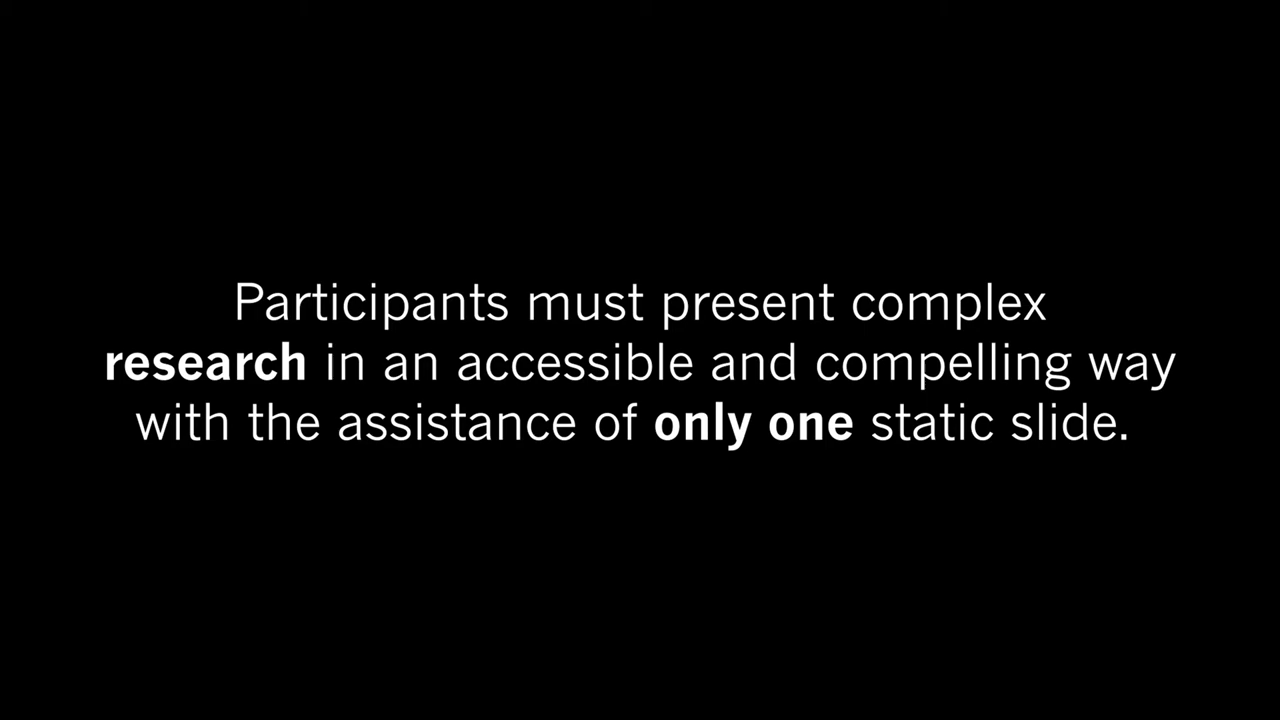 Participants must present complex
research in an accessible and compelling way
with the assistance of only one static slide.